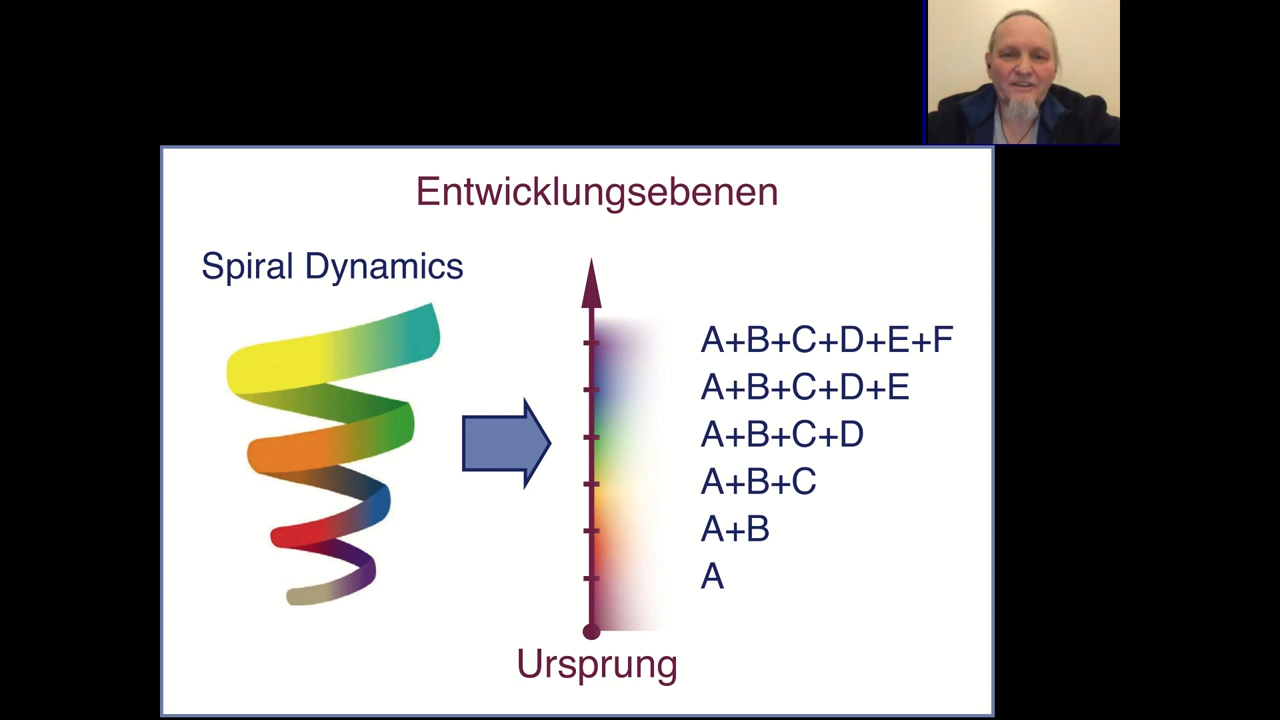 Entwicklungsebenen
Spiral Dynamics
A+B+C+D+E+F
A+B+C+D+E
A+B+C+D
A+B+C
A+B
A
Ursprung